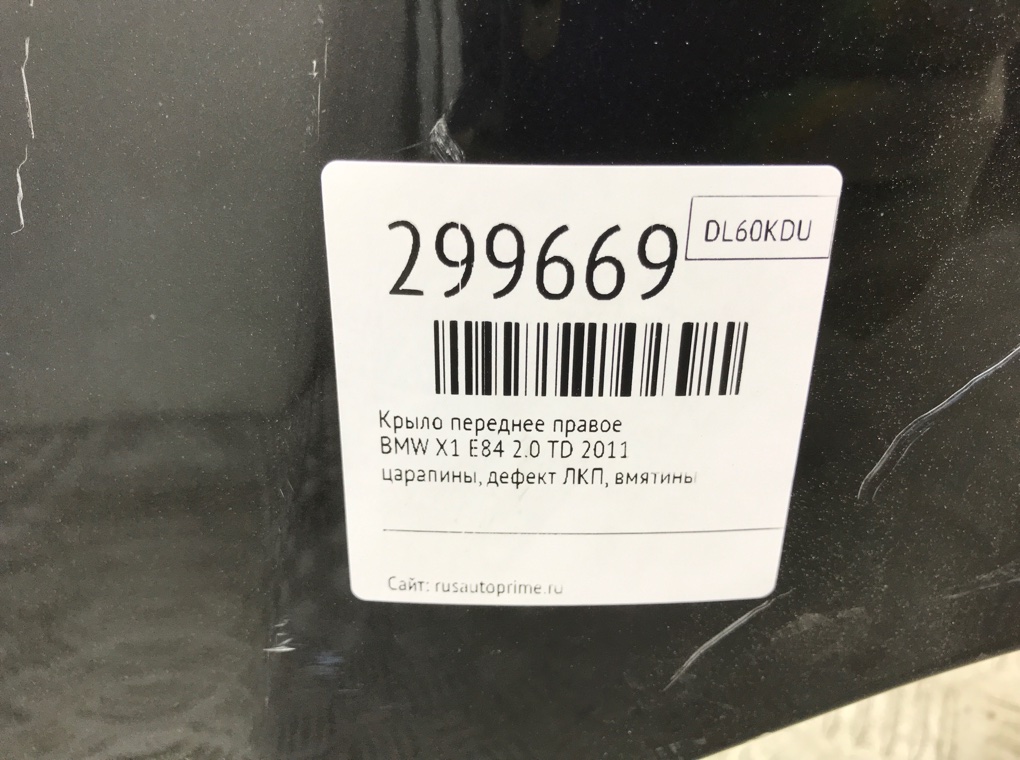 299669
DL60KDU
Крыло переднее правое
BMW X1 E84 2.0 TD 2011
царапины, дефект ЛКП, вмятины
Сайт: rusautoprime.ru